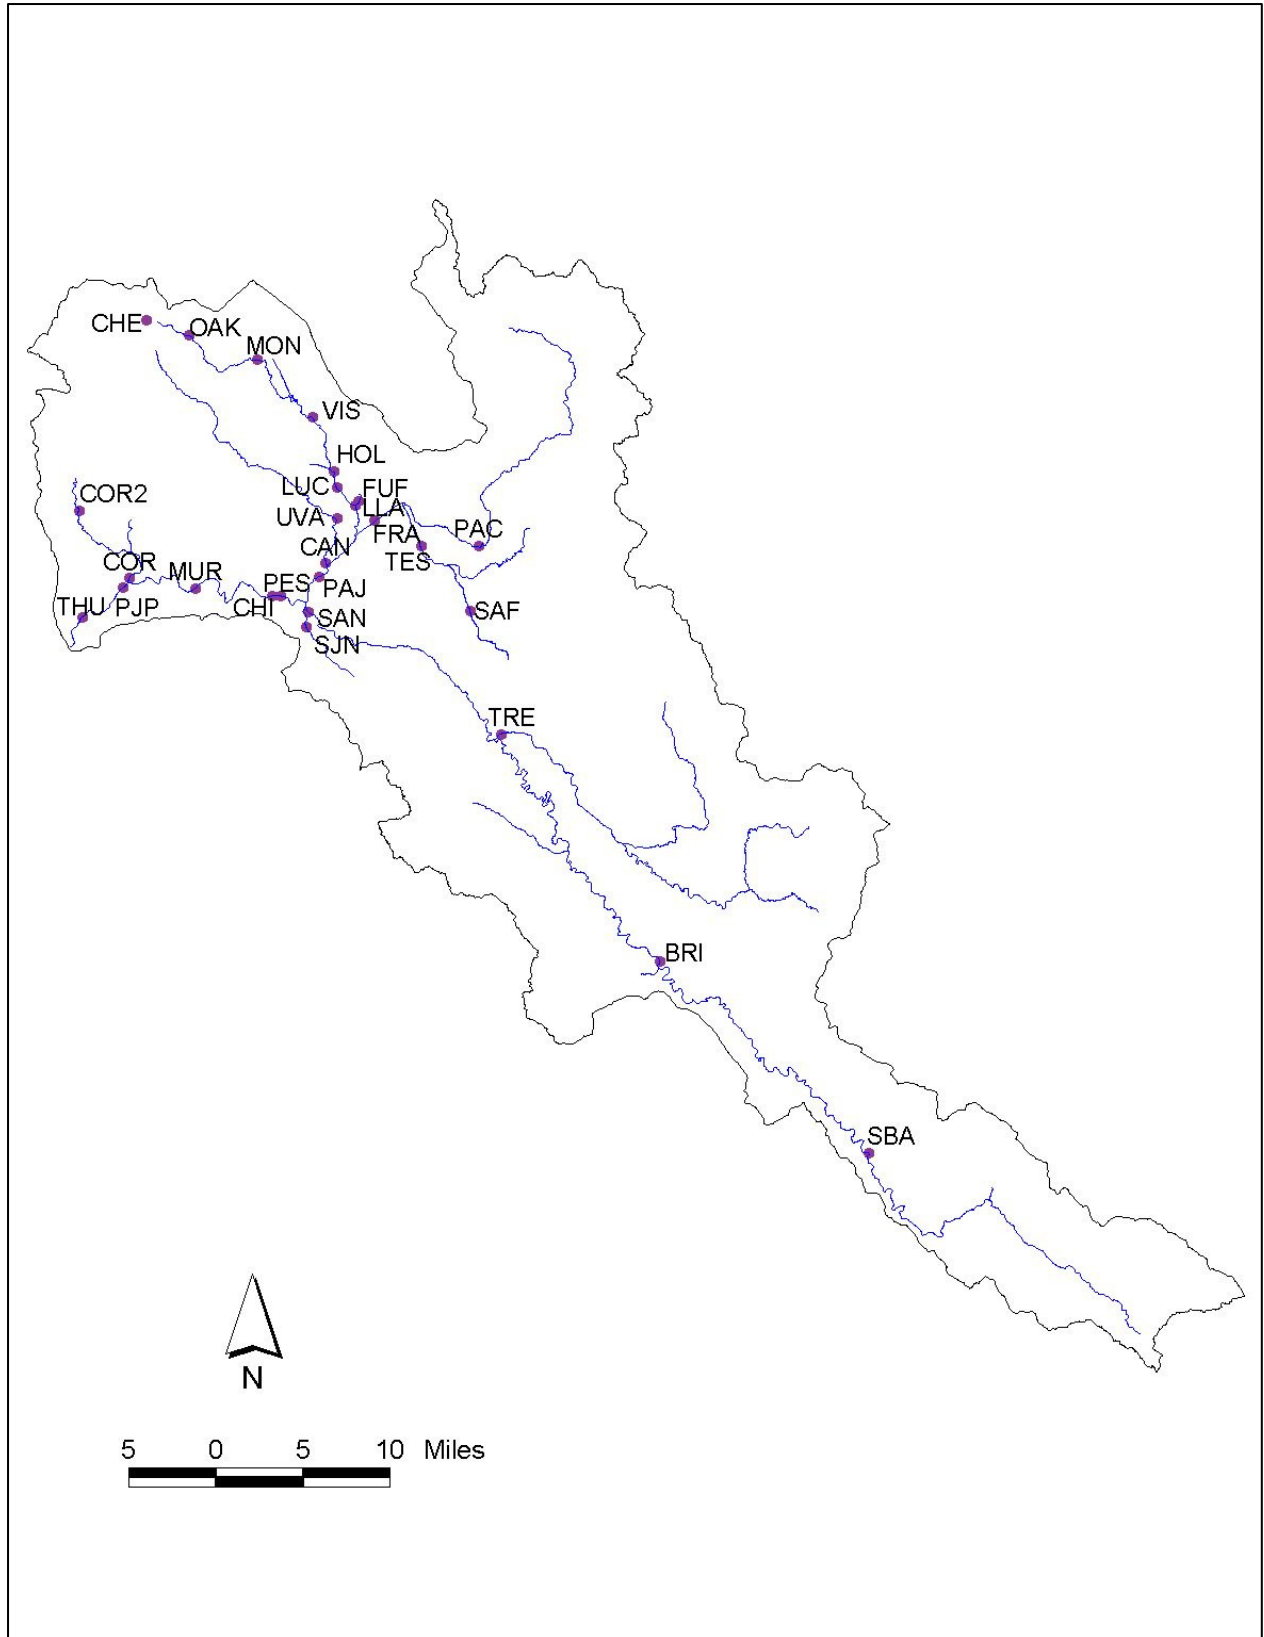 CHE
OAK
MON
VIS
HOL
LUC
FUF
COR2
LLA
UVA
FRA
PAC
CAN
TES
COR
MUR
PES
PAJ
THU
PJP
CHI
SAF
SAN
SJN
TRE
BRI
SBA
N
5 0 5 10 Miles